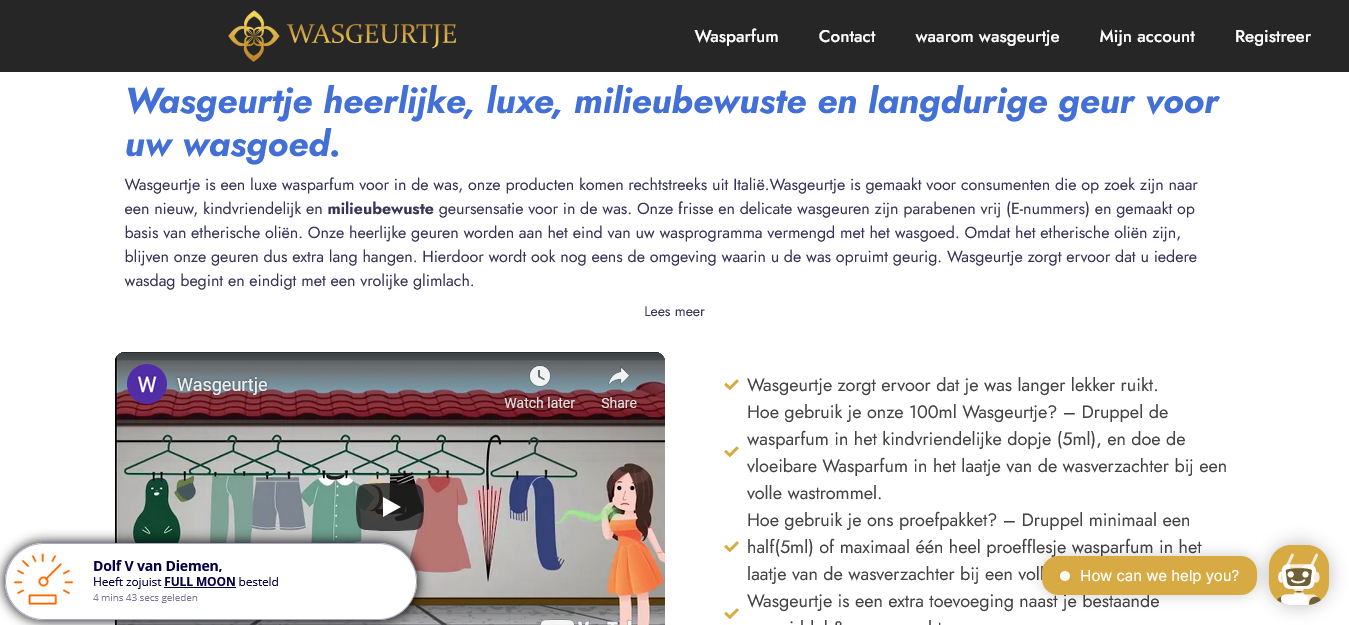 WASGEURTJE
Wasparfum Contact waarom wasgeurtje Mijn account Registreer
Wasgeurtje heerlijke, luxe, milieubewuste en langdurige geur voor
uw wasgoed.
Wasgeurtje is een luxe wasparfum voor in de was, onze producten komen rechtstreeks uit Italië.Wasgeurtje is gemaakt voor consumenten die op zoek zijn naar
een nieuw, kindvriendelijk en milieubewuste geursensatie voor in de was. Onze frisse en delicate wasgeuren zijn parabenen vrij (E-nummers) en gemaakt op
basis van etherische oliën. Onze heerlijke geuren worden aan het eind van uw wasprogramma vermengd met het wasgoed. Omdat het etherische oliën zijn,
blijven onze geuren dus extra lang hangen. Hierdoor wordt ook nog eens de omgeving waarin u de was opruimt geurig. Wasgeurtje zorgt ervoor dat u iedere
wasdag begint en eindigt met een vrolijke glimlach.
Lees meer
W Wasgeurtje
Watch later Share
Wasgeurtje zorgt ervoor dat je was langer lekker ruikt.
Hoe gebruik je onze 100ml Wasgeurtje? – Druppel de
wasparfum in het kindvriendelijke dopje (5ml), en doe de
vloeibare Wasparfum in het laatje van de wasverzachter bij een
volle wastrommel.
Hoe gebruik je ons proefpakket? – Druppel minimaal een
half(5ml) of maximaal één heel proefflesje wasparfum in het
laatje van de wasverzachter bij een
Wasgeurtje is een extra toevoeging naast je bestaande
Dolf V van Diemen,
Heeft zojuist FULL MOON besteld
4 mins 43 secs geleden
How can we help you?